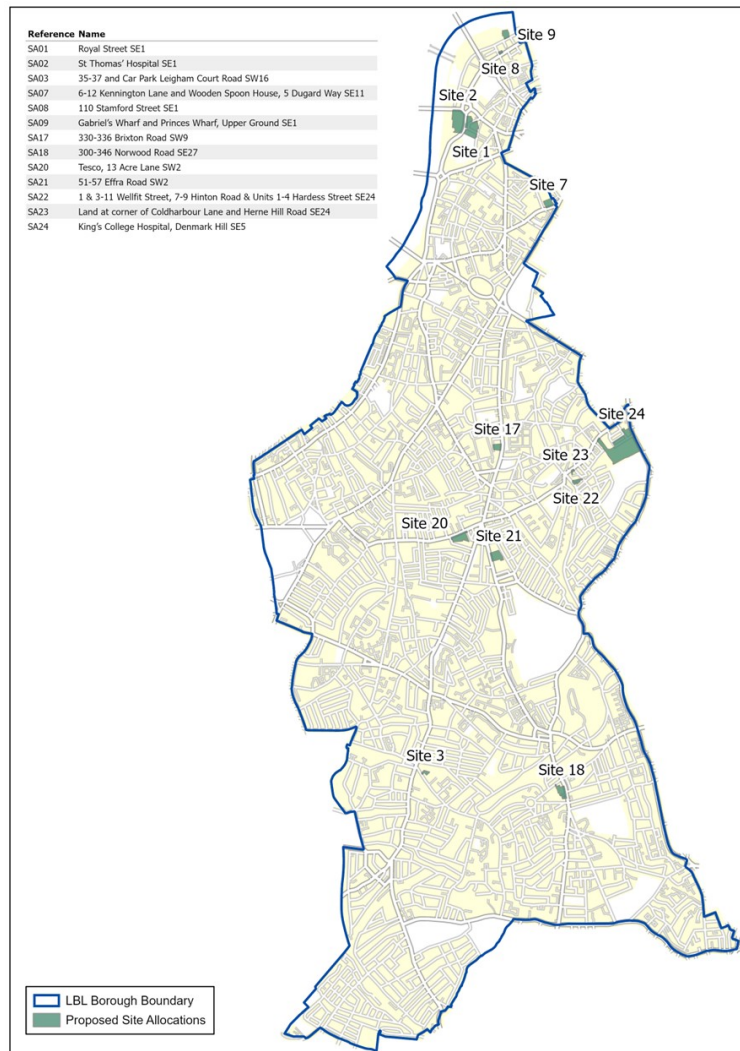 Reference Name
SA01 Royal Street SE1
SA02 St Thomas' Hospital SE1
SA03 35-37 and Car Park Leigham Court Road SW16
SA07 6-12 Kennington Lane and Wooden Spoon House, 5 Dugard Way SE11
SA08 110 Stamford Street SE1
SA09 Gabriel's Wharf and Princes Wharf, Upper Ground SE1
SA17 330-336 Brixton Road SW9
SA18 300-346 Norwood Road SE27
SA20 Tesco, 13 Acre Lane SW2
SA21 51-57 Effra Road SW2
SA22 1 & 3-11 Wellfit Street, 7-9 Hinton Road & Units 1-4 Hardess Street SE24
SA23 Land at corner of Coldharbour Lane and Herne Hill Road SE24
SA24 King's College Hospital, Denmark Hill SE5
Site 9
Site 8
Site 2
Site 1
Site 7
Site 24
Site 17
Site 23
Site 22
Site 20
Site 21
Site 3
Site 18
LBL Borough Boundary
Proposed Site Allocations